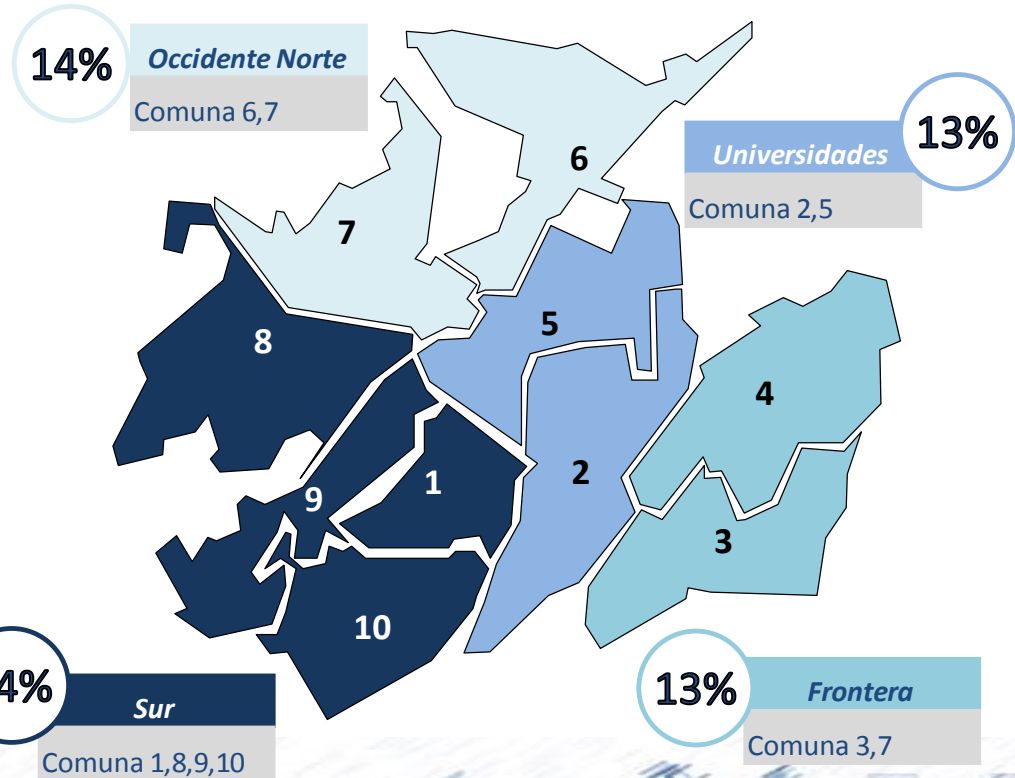 14%
Occidente Norte
Comuna 6,7
6
Universidades
13%
Comuna 2,5
7
5
8
4
2
1
9
3
10
4%
Sur
Comuna 1,8,9,10
13%
Frontera
Comuna 3,7